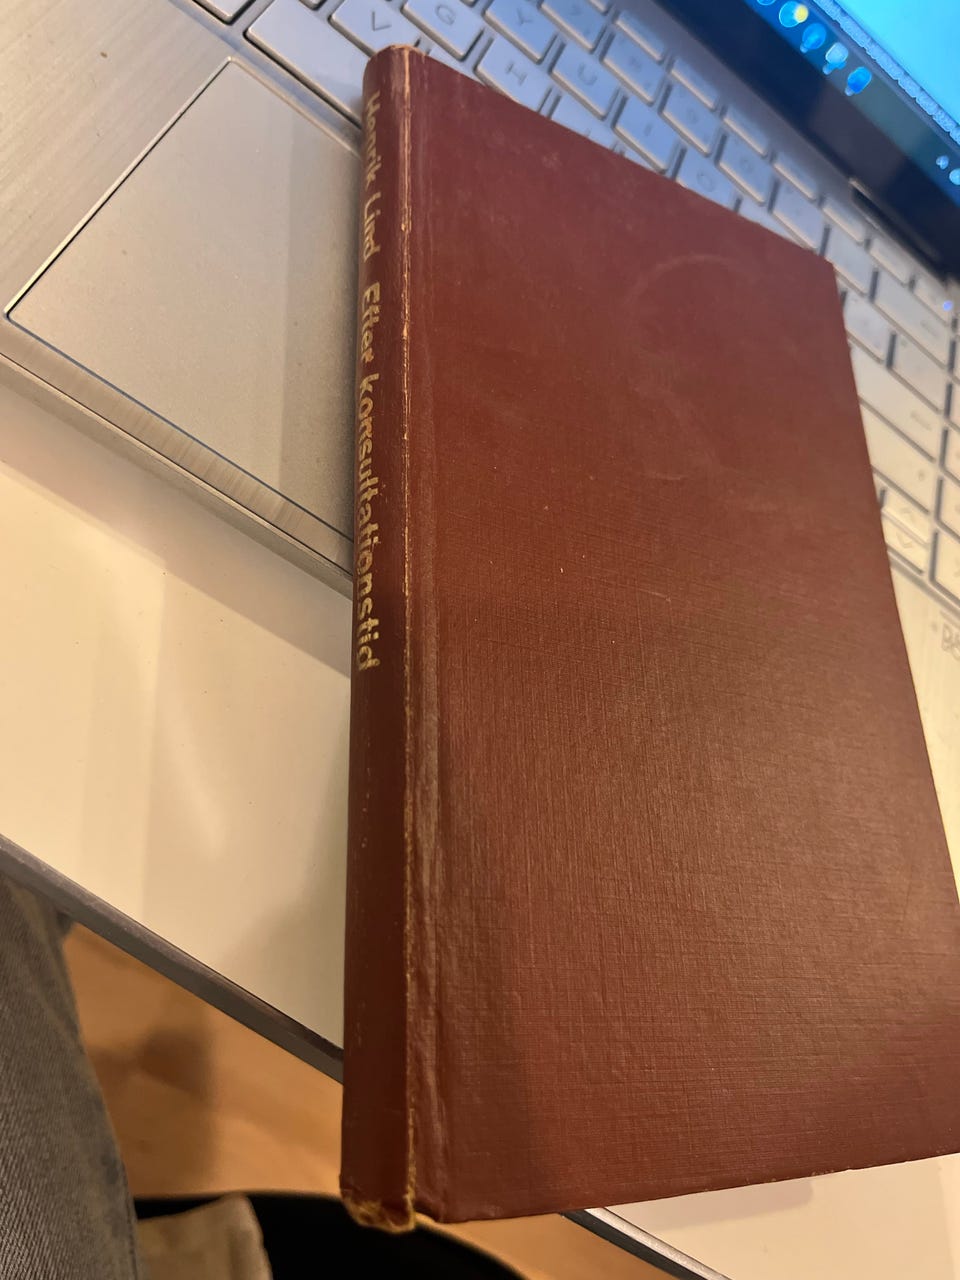 Henrik Lind Efter konsultationstid
V
G
Y
H
U
B&